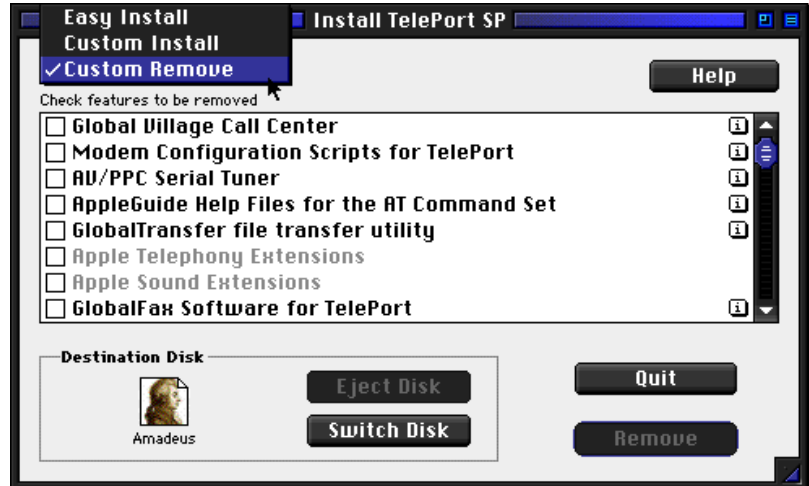 Install TelePort SP
Easy Install
Custom Install
✓Custom Remove
Help
Check features to be removed
Global Village Call Center
Modem Configuration Scripts for TelePort
AV/PPC Serial Tuner
AppleGuide Help Files for the AT Command Set
GlobalTransfer file transfer utility
Apple Telephony Extensions
Apple Sound Extensions
GlobalFax Software for TelePort
Destination Disk
Amadeus
Eject Disk
Switch Disk
Quit
Remove